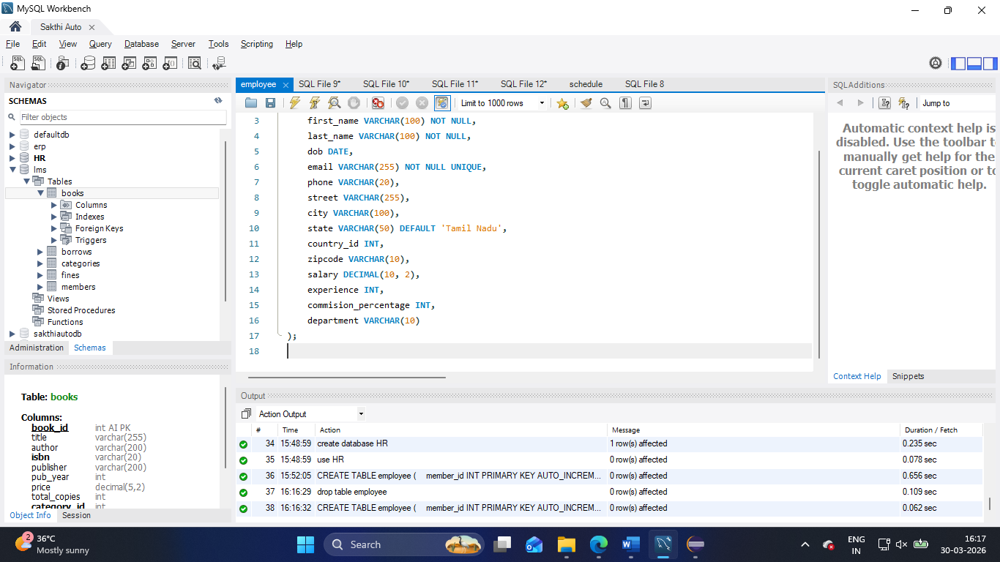 MySQL Workbench
Sakthi Auto
File Edit View Query Database Server Tools Scripting Help
Navigator
SCHEMAS
Filter objects
defaultdb
erp
HR
lms
Tables
books
Columns
Indexes
Foreign Keys
Triggers
borrows
categories
fines
members
Views
Stored Procedures
Functions
sakthiautodb
Administration Schemas
Information
Table: books
Columns:
book_id int AI PK
title varchar(255)
author varchar(200)
isbn varchar(20)
publisher varchar(200)
pub_year int
price decimal(5,2)
total_copies int
category_id int
Object Info Session
employee SQL File 9* SQL File 10* SQL File 11* SQL File 12* schedule SQL File 8
Limit to 1000 rows
3 first_name VARCHAR(100) NOT NULL,
4 last_name VARCHAR(100) NOT NULL,
5 dob DATE,
6 email VARCHAR(255) NOT NULL UNIQUE,
7 phone VARCHAR(20),
8 street VARCHAR(255),
9 city VARCHAR(100),
10 state VARCHAR(50) DEFAULT 'Tamil Nadu',
11 country_id INT,
12 zipcode VARCHAR(10),
13 salary DECIMAL(10, 2),
14 experience INT,
15 commision_percentage INT,
16 department VARCHAR(10)
17 );
18
SQLAdditions
Jump to
Automatic context help is
disabled. Use the toolbar t
manually get help for the
current caret position or to
toggle automatic help.
Context Help Snippets
Output
Action Output
# Time Action Message Duration / Fetch
34 15:48:59 create database HR 1 row(s) affected 0.235 sec
35 15:48:59 use HR 0 row(s) affected 0.078 sec
36 15:52:05 CREATE TABLE employee ( member_id INT PRIMARY KEY AUTO_INCREM... 0 row(s) affected 0.656 sec
37 16:16:29 drop table employee 0 row(s) affected 0.109 sec
38 16:16:32 CREATE TABLE employee ( member_id INT PRIMARY KEY AUTO_INCREM... 0 row(s) affected 0.062 sec
2
36°C
Mostly sunny
Search
ENG
IN
16:17
30-03-2026